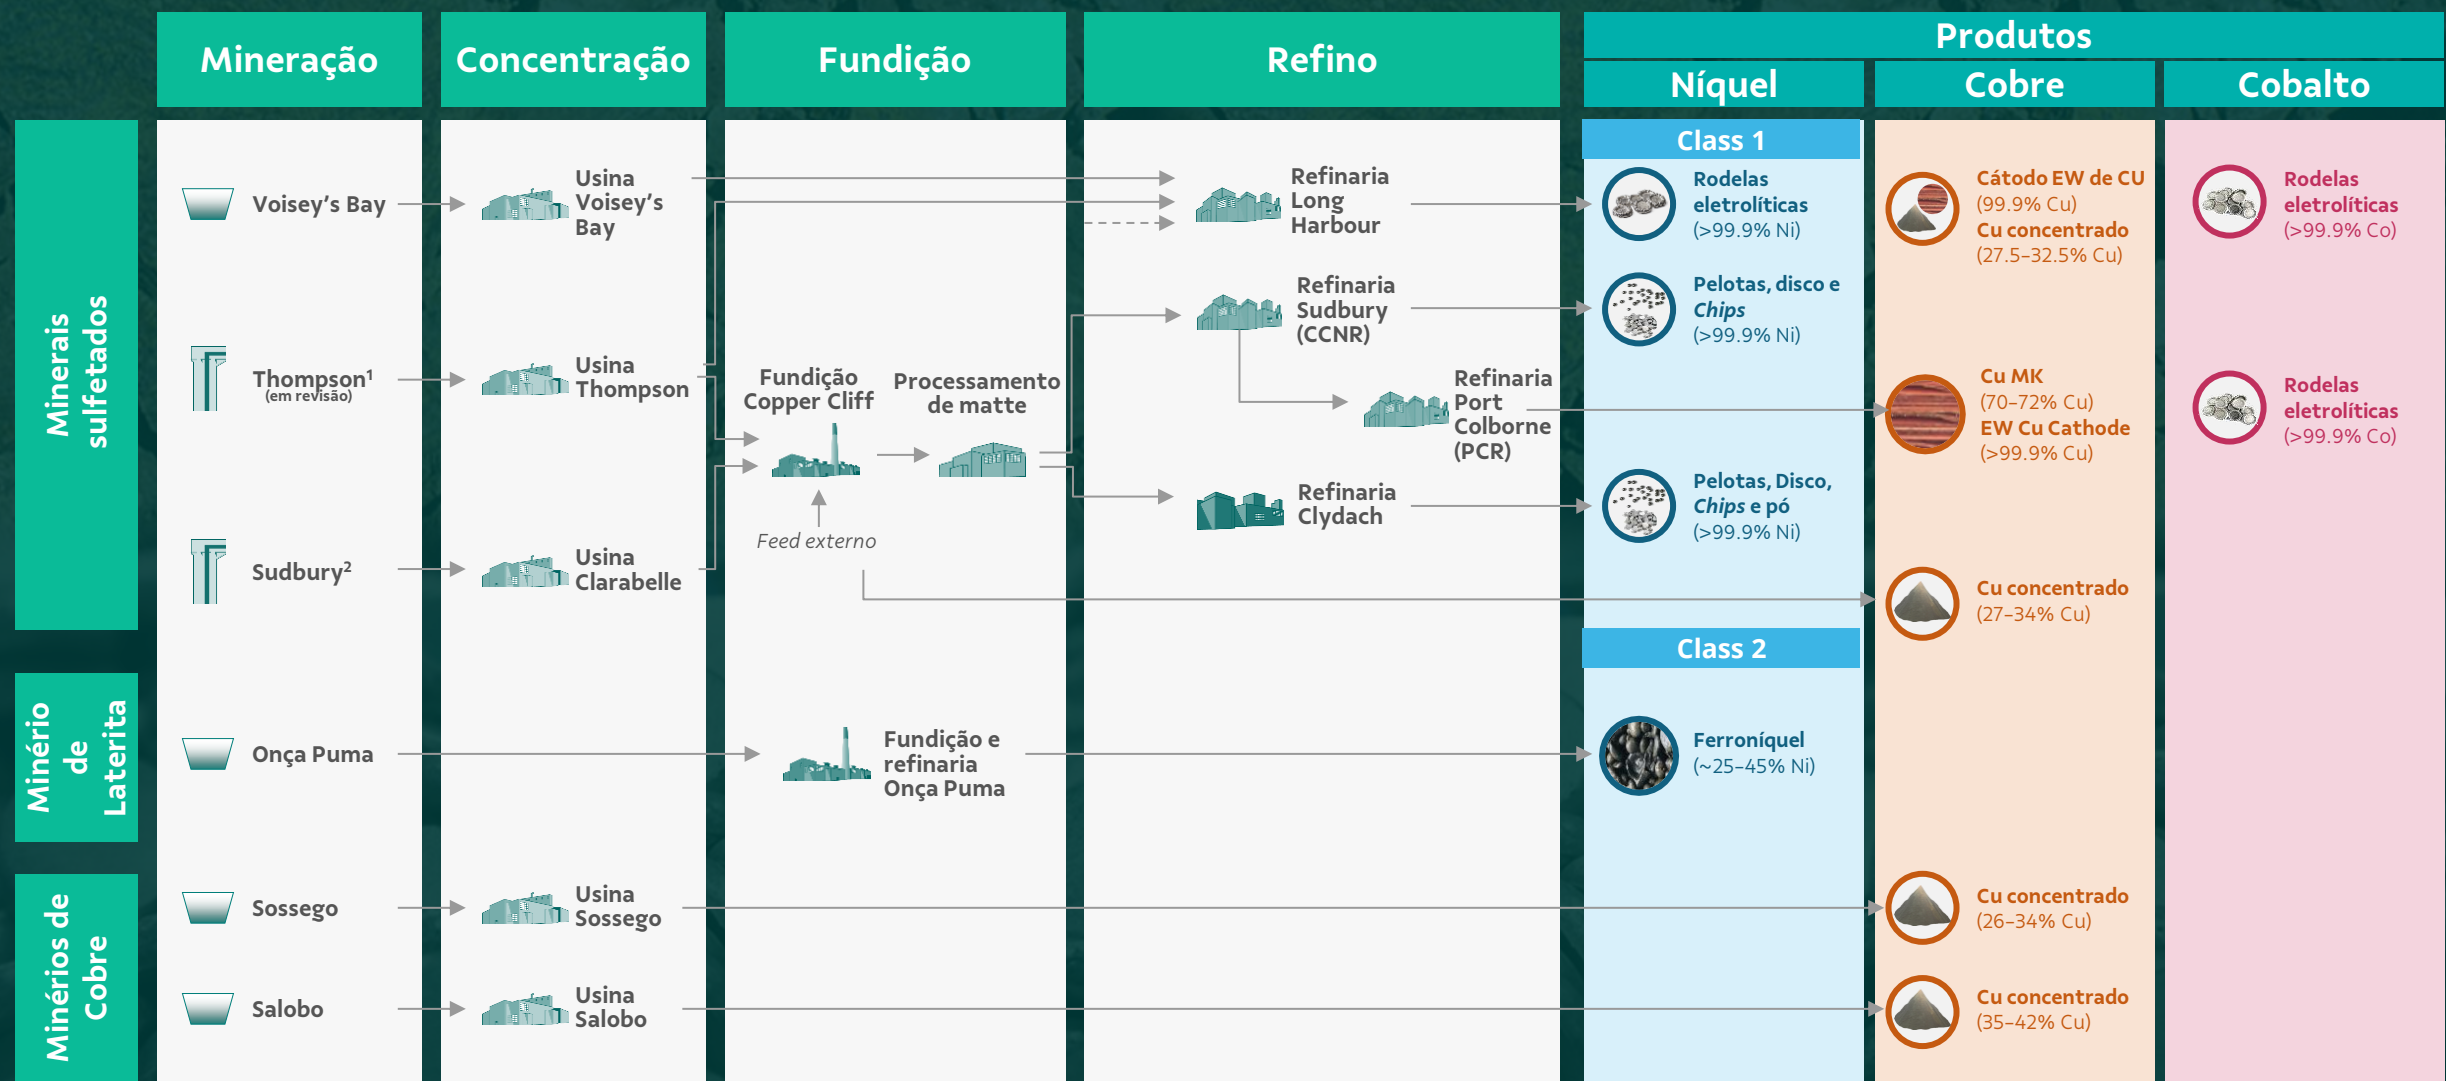 Mineração
Concentração
Fundição
Refino
Produtos
Níquel
Cobre
Cobalto
Minerais
sulfetados
Class 1
Voisey's Bay
Usina
Voisey's
Bay
Refinaria
Long
Harbour
Rodelas
eletrolíticas
(>99.9% Ni)
Cátodo EW de CU
(99.9% Cu)
Cu concentrado
(27.5–32.5% Cu)
Rodelas
eletrolíticas
(>99.9% Co)
Refinaria
Sudbury
(CCNR)
Pelotas, disco e
Chips
(>99.9% Ni)
Thompson¹
(em revisão)
Usina
Thompson
Fundição
Copper Cliff
Processamento
de matte
Refinaria
Port
Colborne
(PCR)
Cu MK
(70–72% Cu)
EW Cu Cathode
(>99.9% Cu)
Rodelas
eletrolíticas
(>99.9% Co)
Refinaria
Clydach
Pelotas, Disco,
Chips e pó
(>99.9% Ni)
Feed externo
Sudbury²
Usina
Clarabelle
Cu concentrado
(27–34% Cu)
Class 2
Minério
de
Laterita
Onça Puma
Fundição e
refinaria
Onça Puma
Ferroníquel
(~25–45% Ni)
Minérios de
Cobre
Sossego
Usina
Sossego
Cu concentrado
(26–34% Cu)
Salobo
Usina
Salobo
Cu concentrado
(35–42% Cu)